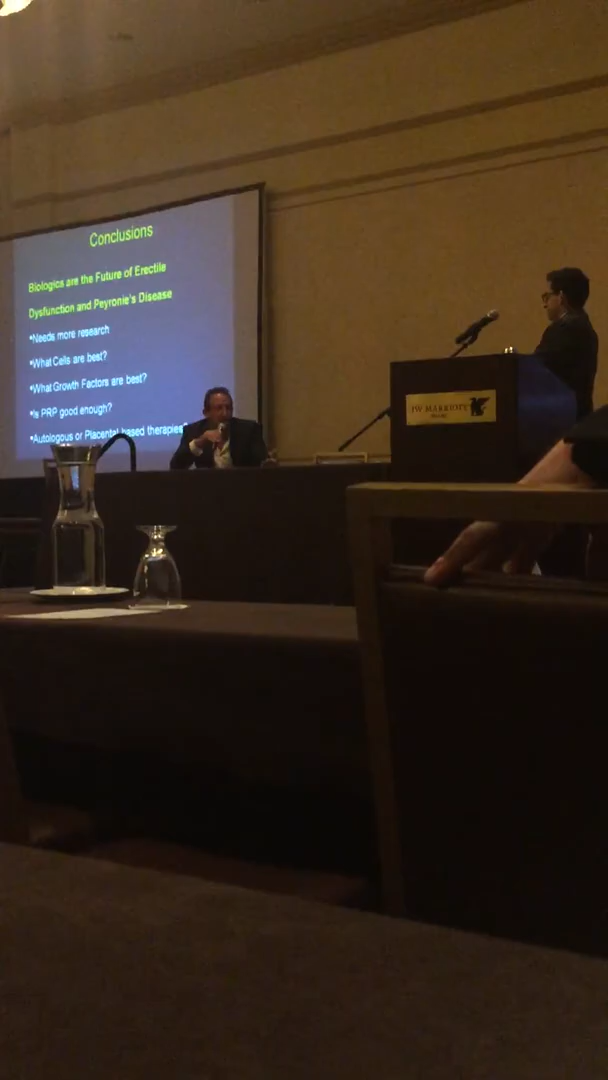 Conclusions
Biologics are the Future of Erectile
Dysfunction and Peyronie's Disease
•Needs more research
•What Cells are best?
•What Growth Factors are best?
•Is PRP good enough?
•Autologous or Placental based therapies?
JW MARRIOTT